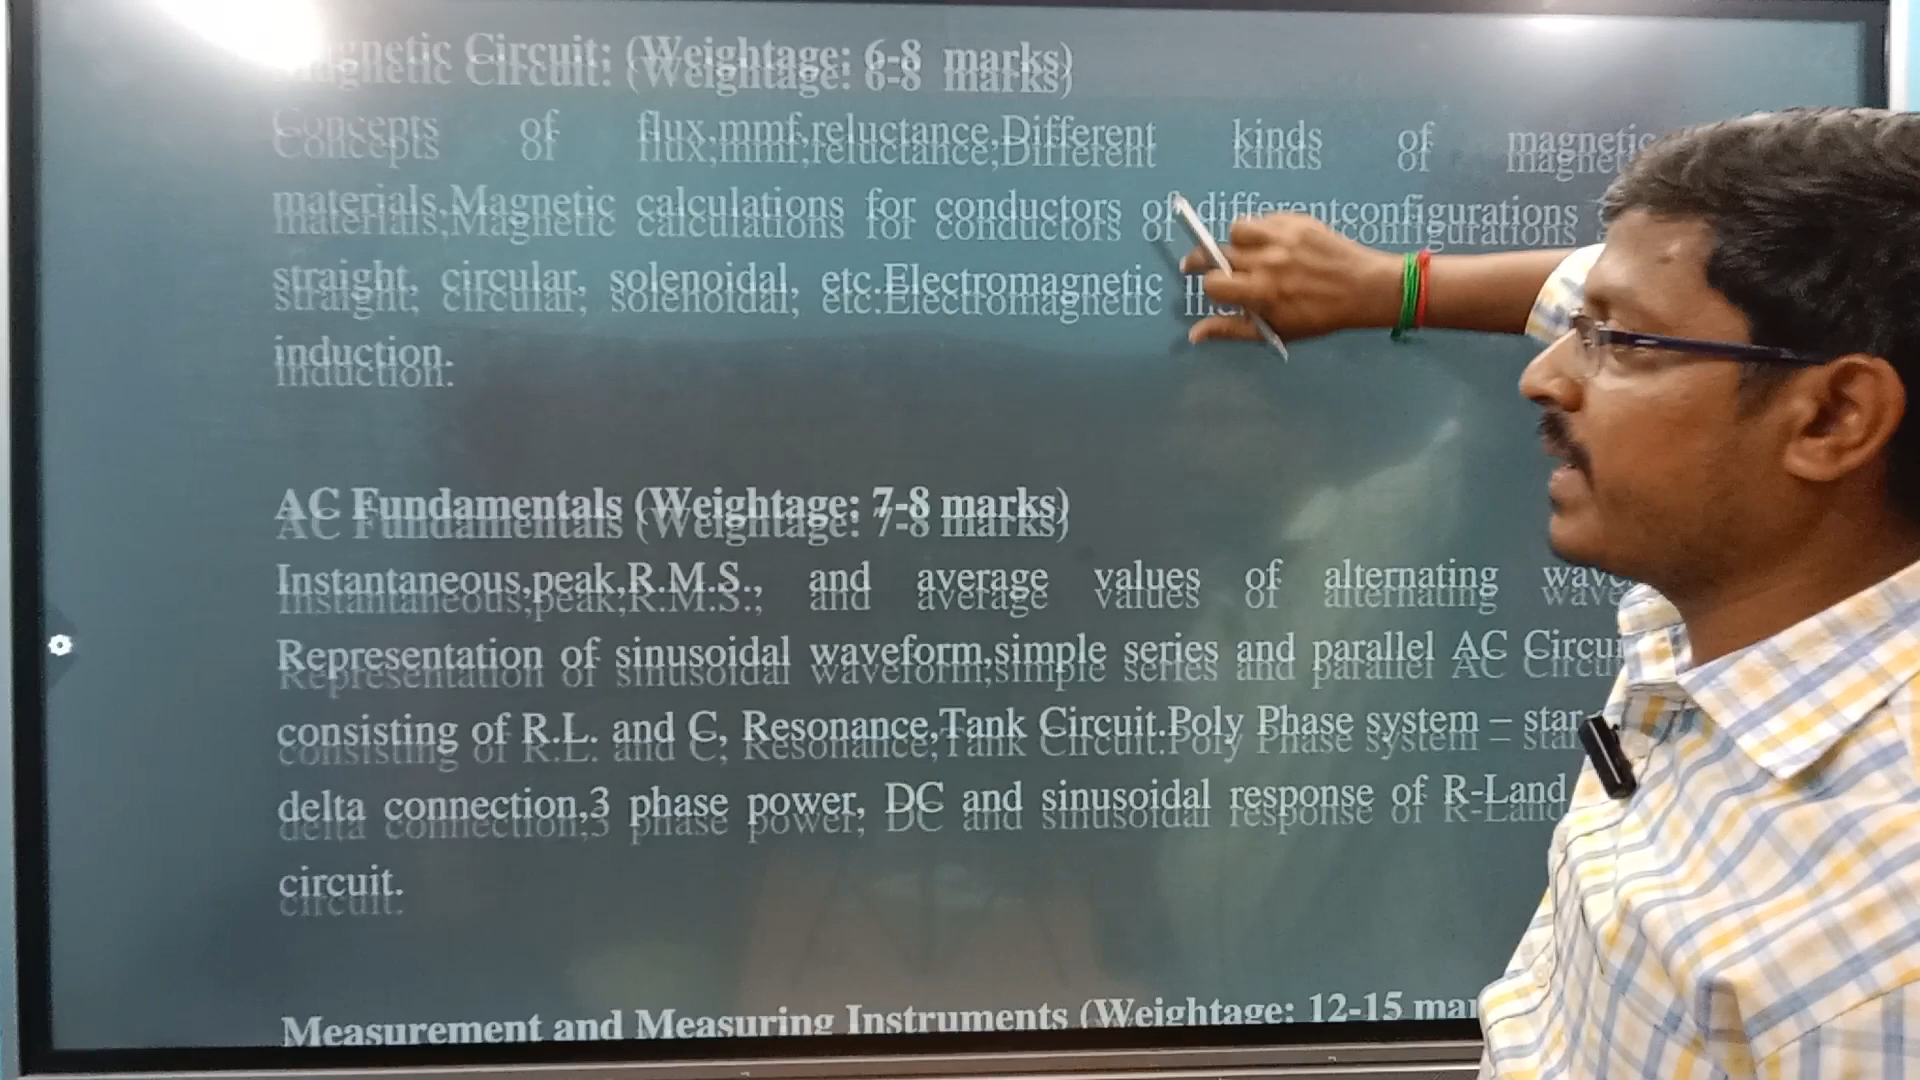 Magnetic Circuit: (Weightage: 6-8 marks)
Concepts of flux,mmf,reluctance,Different kinds of magnetic
materials,Magnetic calculations for conductors of differentconfigurations
straight, circular, solenoidal, etc.Electromagnetic
induction.
AC Fundamentals (Weightage: 7-8 marks)
Instantaneous,peak,R.M.S., and average values of alternating
Representation of sinusoidal waveform,simple series and parallel AC
consisting of R.L. and C, Resonance,Tank Circuit.Poly Phase system – star
delta connection,3 phase power, DC and sinusoidal response of R-Land
circuit.
Measurement and Measuring Instruments (Weightage: 12-15